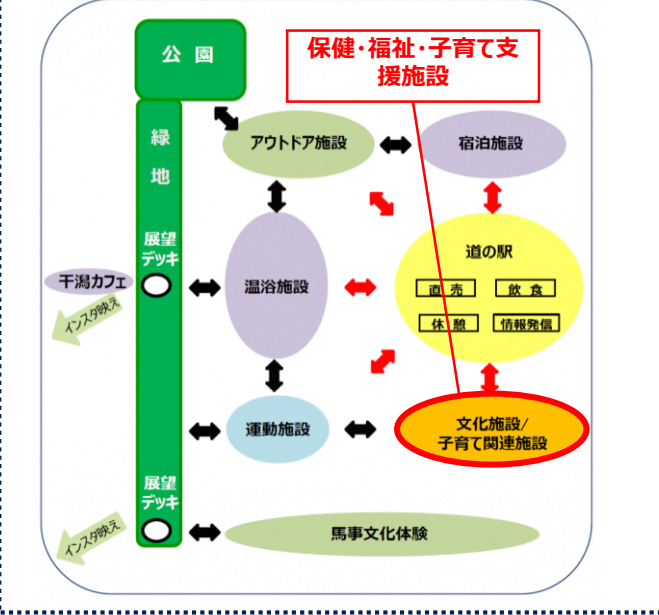 公　園
保健・福祉・子育て支
援施設
緑
地
アウトドア施設
宿泊施設
展望
デッキ
干潟カフェ
インスタ映え
温浴施設
道の駅
直　売
飲　食
休　憩
情報発信
運動施設
文化施設/
子育て関連施設
展望
デッキ
インスタ映え
馬事文化体験